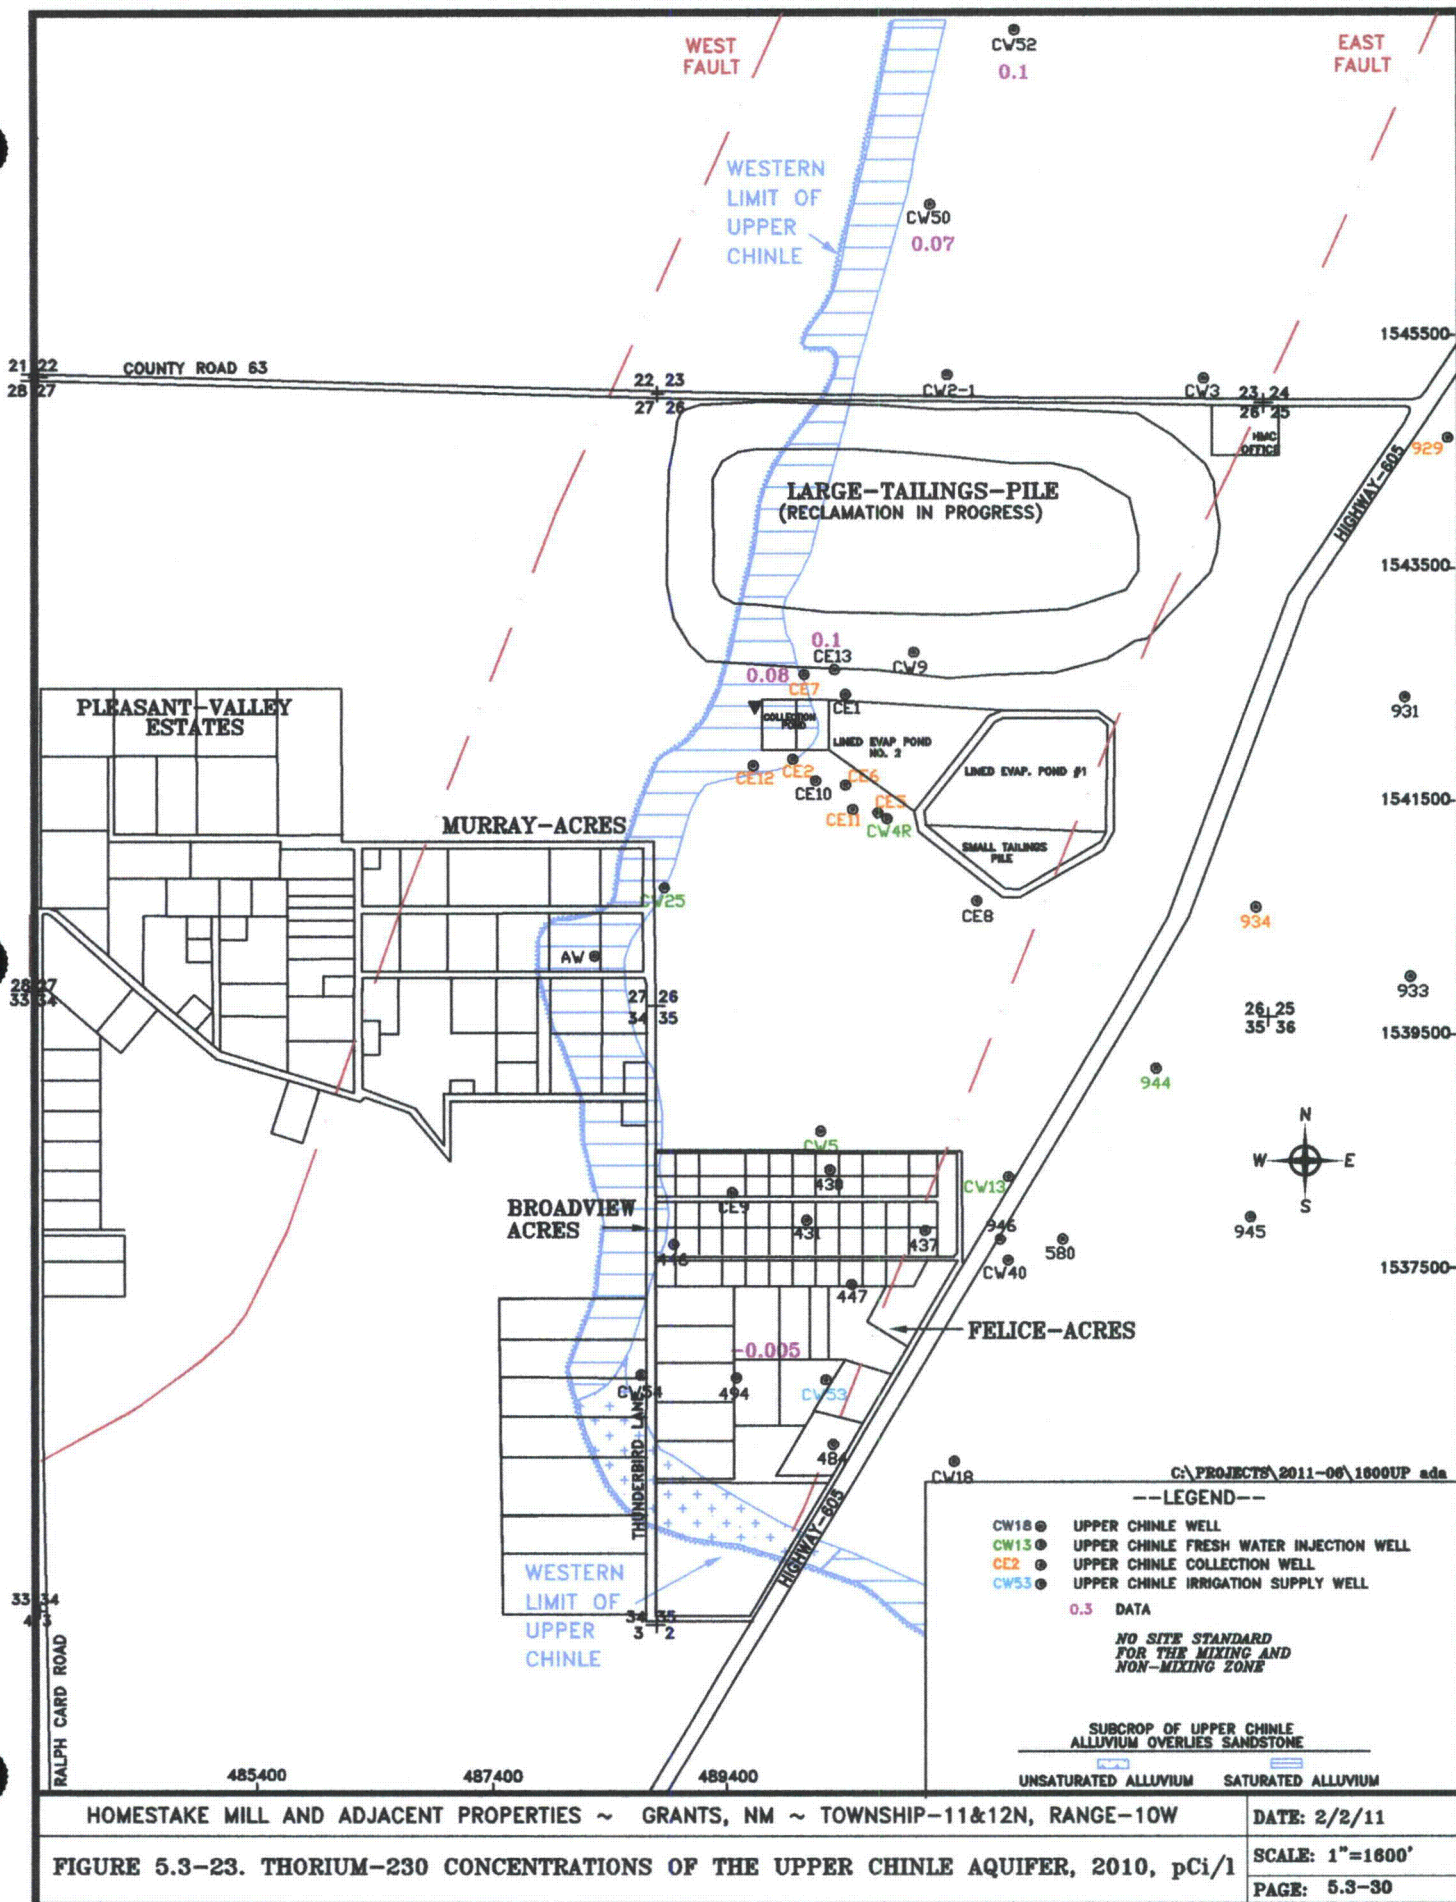 WEST
FAULT
CW52
0.1
EAST
FAULT
WESTERN
LIMIT OF
UPPER
CHINLE
CW50
0.07
1545500
21 22
28 27
COUNTY ROAD 63
22 23
27 26
CW2-1
CW3
23 24
26 25
HMC
OFFICE
929
HIGHWAY-605
LARGE-TAILINGS-PILE
(RECLAMATION IN PROGRESS)
1543500
0.1
CE13
CW9
0.08
CE7
CE1
931
PLEASANT-VALLEY
ESTATES
COLLECTION
POND
LINED EVAP POND
NO. 2
LINED EVAP. POND #1
CE12
CE2
CE10
CE6
CE11
CE5
CW4R
1541500
MURRAY-ACRES
SMALL TAILINGS
PILE
CW25
CE8
934
AW
933
28 27
33 34
27 26
34 35
26 25
35 36
1539500
944
N
W E
S
CW5
438
CW13
CE9
BROADVIEW
ACRES
431
437
946
580
945
446
CW40
447
1537500
FELICE-ACRES
-0.005
CW54
494
CW53
THUNDERBIRD LANE
484
CW18
C:\PROJECTS\2011-06\1600UP ada
--LEGEND--
CW18 UPPER CHINLE WELL
CW13 UPPER CHINLE FRESH WATER INJECTION WELL
CE2 UPPER CHINLE COLLECTION WELL
CW53 UPPER CHINLE IRRIGATION SUPPLY WELL
0.3 DATA
NO SITE STANDARD
FOR THE MIXING AND
NON-MIXING ZONE
SUBCROP OF UPPER CHINLE
ALLUVIUM OVERLIES SANDSTONE
UNSATURATED ALLUVIUM SATURATED ALLUVIUM
HIGHWAY-605
WESTERN
LIMIT OF
UPPER
CHINLE
33 34
4 3
34 35
3 2
RALPH CARD ROAD
485400
487400
489400
HOMESTAKE MILL AND ADJACENT PROPERTIES ~ GRANTS, NM ~ TOWNSHIP-11&12N, RANGE-10W
DATE: 2/2/11
FIGURE 5.3-23. THORIUM-230 CONCENTRATIONS OF THE UPPER CHINLE AQUIFER, 2010, pCi/l
SCALE: 1"=1600'
PAGE: 5.3-30